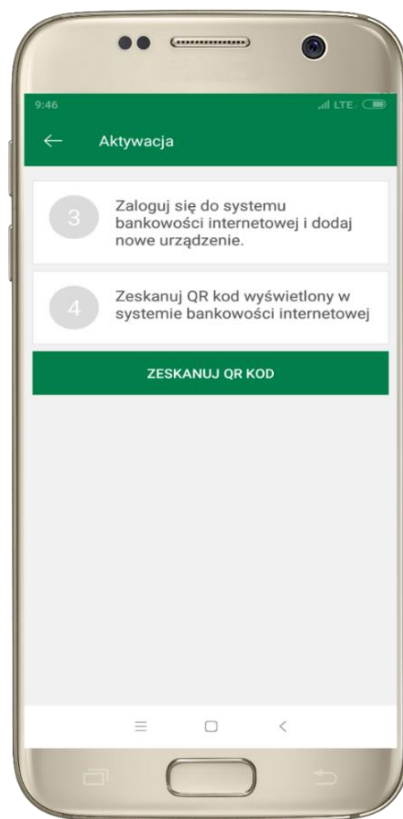 9:46
LTE
Aktywacja
3
Zaloguj się do systemu
bankowości internetowej i dodaj
nowe urządzenie.
4
Zeskanuj QR kod wyświetlony w
systemie bankowości internetowej
ZESKANUJ QR KOD